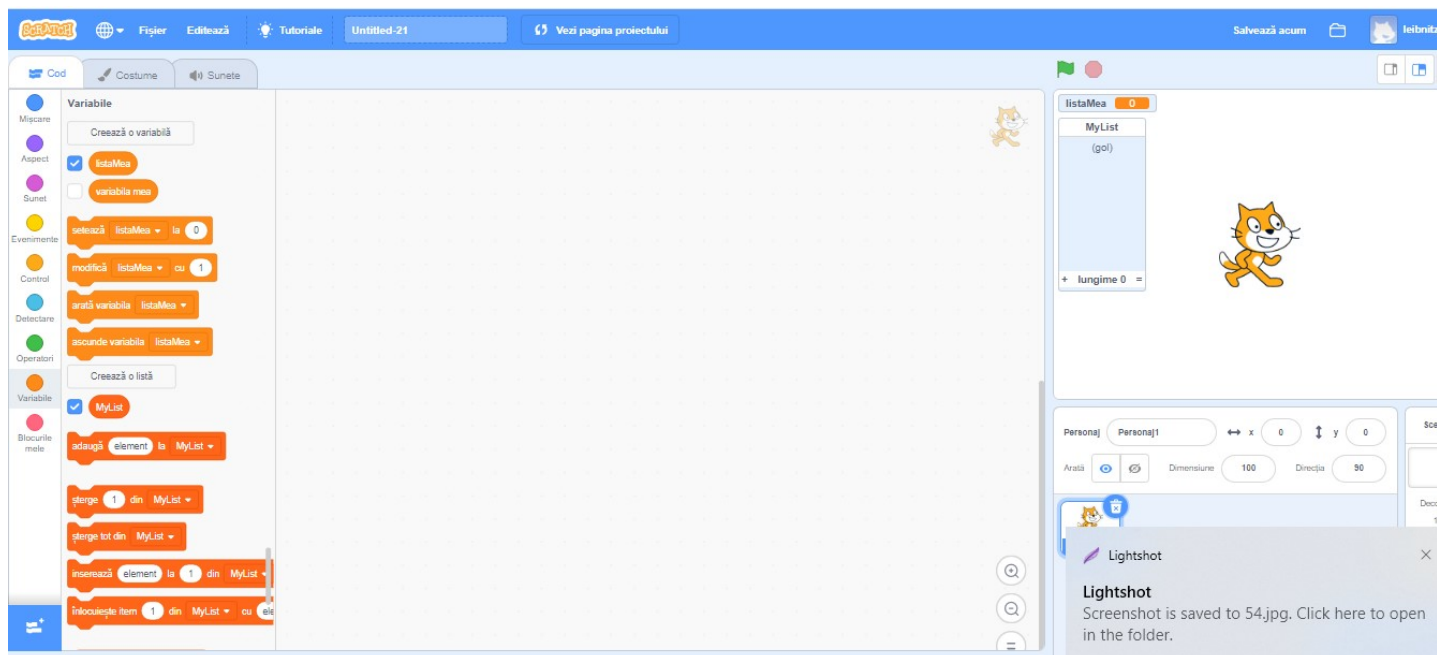 SCRATCH Fișier Editează Tutoriale Untitled-21 Vezi pagina proiectului Salvează acum
Cod Costume Sunete
Mișcare
Aspect
Sunet
Evenimente
Control
Detectare
Operatori
Variabile
Blocurile
mele
Variabile
Creează o variabilă
listaMea
variabila mea
setează listaMea la 0
modifică listaMea cu 1
arată variabila listaMea
ascunde variabila listaMea
Creează o listă
MyList
adaugă element la MyList
șterge 1 din MyList
șterge tot din MyList
inserează element la 1 din MyList
înlocuiește item 1 din MyList cu ele
listaMea 0
MyList
(gol)
+ lungime 0 =
Personaj Personaj1 x 0 y 0
Arată Dimensiune 100 Direcția 90
Sce
Deco
Lightshot
Lightshot
Screenshot is saved to 54.jpg. Click here to open
in the folder.